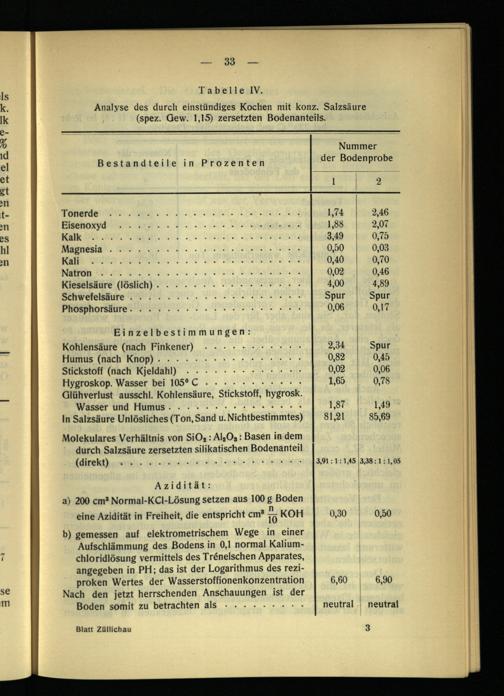 — 33 —
Tabelle IV.
Analyse des durch einstündiges Kochen mit konz. Salzsäure
(spez. Gew. 1,15) zersetzten Bodenanteils.
Bestandteile in Prozenten
Nummer
der Bodenprobe
1 2
Tonerde . . . 1,74 2,46
Eisenoxyd . . . 1,88 2,07
Kalk . . . 3,49 0,75
Magnesia . . . 0,50 0,03
Kali . . . 0,40 0,70
Natron . . . 0,02 0,46
Kieselsäure (löslich) . . . 4,00 4,89
Schwefelsäure . . . Spur Spur
Phosphorsäure . . . 0,06 0,17
Einzelbestimmungen:
Kohlensäure (nach Finkener) . . . 2,34 Spur
Humus (nach Knop) . . . 0,82 0,45
Stickstoff (nach Kjeldahl) . . . 0,02 0,06
Hygroskop. Wasser bei 105° C . . . 1,65 0,78
Glühverlust ausschl. Kohlensäure, Stickstoff, hygrosk.
Wasser und Humus . . . 1,87 1,49
In Salzsäure Unlösliches (Ton, Sand u. Nichtbestimmtes) 81,21 85,69
Molekulares Verhältnis von SiO₂ : Al₂O₃ : Basen in dem
durch Salzsäure zersetzten silikatischen Bodenanteil
(direkt) . . . 3,91 : 1 : 1,45 3,38 : 1 : 1,05
Azidität:
a) 200 cm³ Normal-KCl-Lösung setzen aus 100 g Boden
eine Azidität in Freiheit, die entspricht cm³ n/10 KOH 0,30 0,50
b) gemessen auf elektrometrischem Wege in einer
Aufschlämmung des Bodens in 0,1 normal Kalium-
chloridlösung vermittels des Trénelschen Apparates,
angegeben in PH; das ist der Logarithmus des rezi-
proken Wertes der Wasserstoffionenkonzentration 6,60 6,90
Nach den jetzt herrschenden Anschauungen ist der
Boden somit zu betrachten als . . . neutral neutral
Blatt Züllichau 3